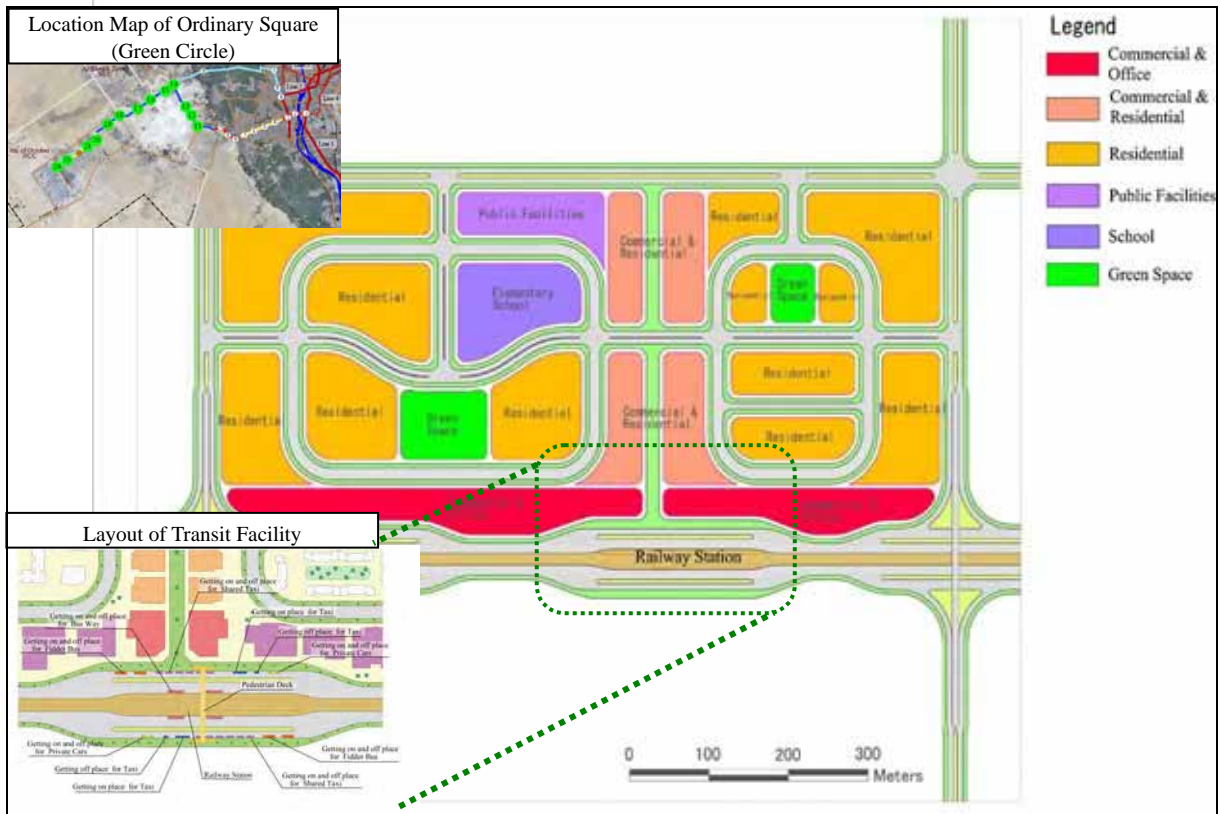 Location Map of Ordinary Square
(Green Circle)
Line 4
Legend
Commercial &
Office
Commercial &
Residential
Residential
Public Facilities
School
Green Space
Public Facilities
Residential
Residential
Commercial &
Residential
Residential
Elementary
School
Green
Space
Residential
Residential
Residential
Green
Space
Residential
Commercial &
Residential
Residential
Residential
Residential
Railway Station
Layout of Transit Facility
Getting on and off place
for Shared Taxi
Getting on and off place
for Bus Way
Getting on place for Taxi
Getting on and off place
for Fidder Bus
Getting off place for Taxi
Getting on and off place
for Private Cars
Pedestrian Deck
Getting on and off place
for Private Cars
Getting on and off place
for Fidder Bus
Getting off place for Taxi
Railway Station
Getting on and off place
for Shared Taxi
Getting on place for Taxi
0 100 200 300
Meters